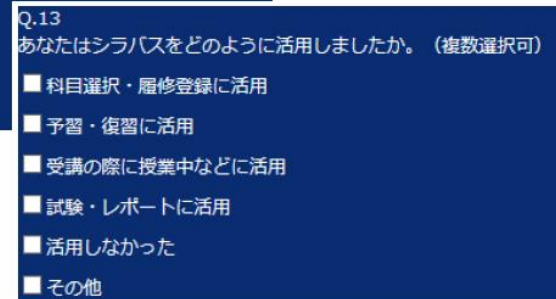 Q.13
あなたはシラバスをどのように活用しましたか。（複数選択可）
科目選択・履修登録に活用
予習・復習に活用
受講の際に授業中などに活用
試験・レポートに活用
活用しなかった
その他